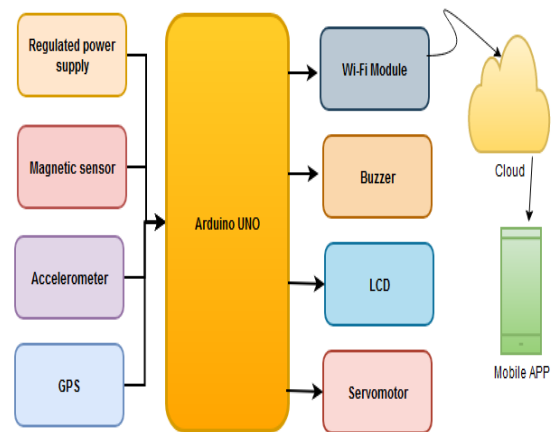 Regulated power
supply
Magnetic sensor
Accelerometer
GPS
Arduino UNO
Wi-Fi Module
Buzzer
LCD
Servomotor
Cloud
Mobile APP